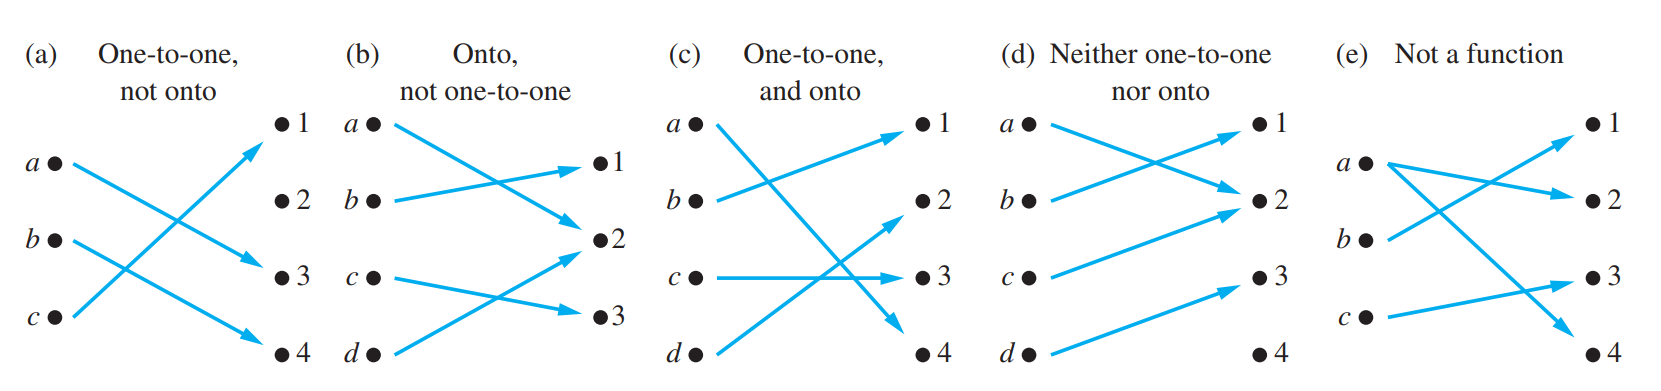 (a) One-to-one,
not onto
a
b
c
1
2
3
4
(b) Onto,
not one-to-one
a
b
c
d
1
2
3
(c) One-to-one,
and onto
a
b
c
d
1
2
3
4
(d) Neither one-to-one
nor onto
a
b
c
d
1
2
3
4
(e) Not a function
a
b
c
1
2
3
4